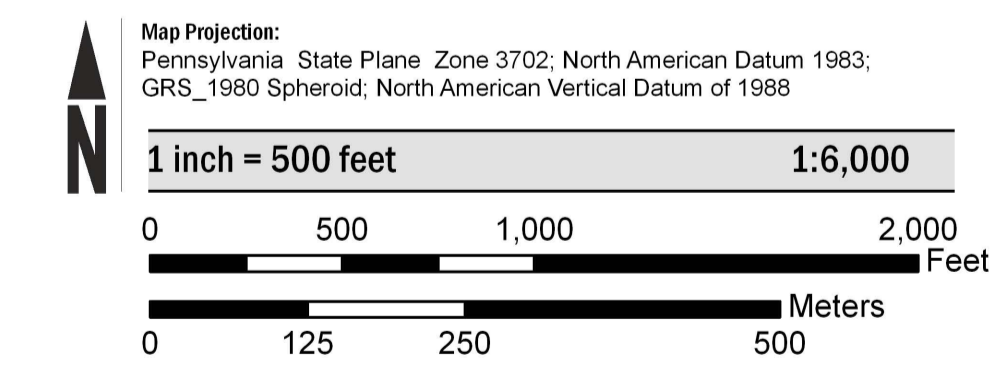 Map Projection:
Pennsylvania State Plane Zone 3702; North American Datum 1983;
GRS_1980 Spheroid; North American Vertical Datum of 1988
N
1 inch = 500 feet 1:6,000
0 500 1,000 2,000
Feet
Meters
0 125 250 500